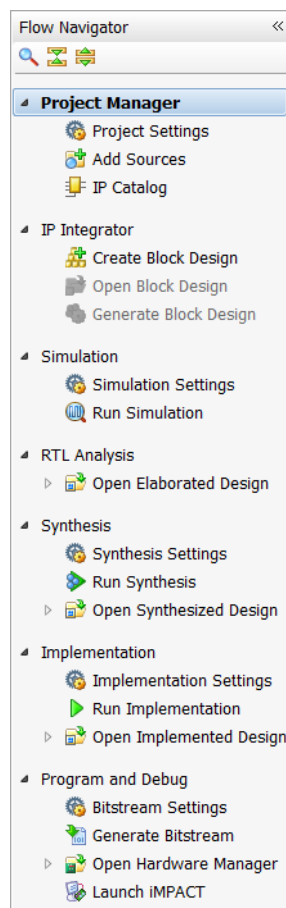 Flow Navigator «
Project Manager
Project Settings
Add Sources
IP Catalog
IP Integrator
Create Block Design
Open Block Design
Generate Block Design
Simulation
Simulation Settings
Run Simulation
RTL Analysis
Open Elaborated Design
Synthesis
Synthesis Settings
Run Synthesis
Open Synthesized Design
Implementation
Implementation Settings
Run Implementation
Open Implemented Design
Program and Debug
Bitstream Settings
Generate Bitstream
Open Hardware Manager
Launch iMPACT